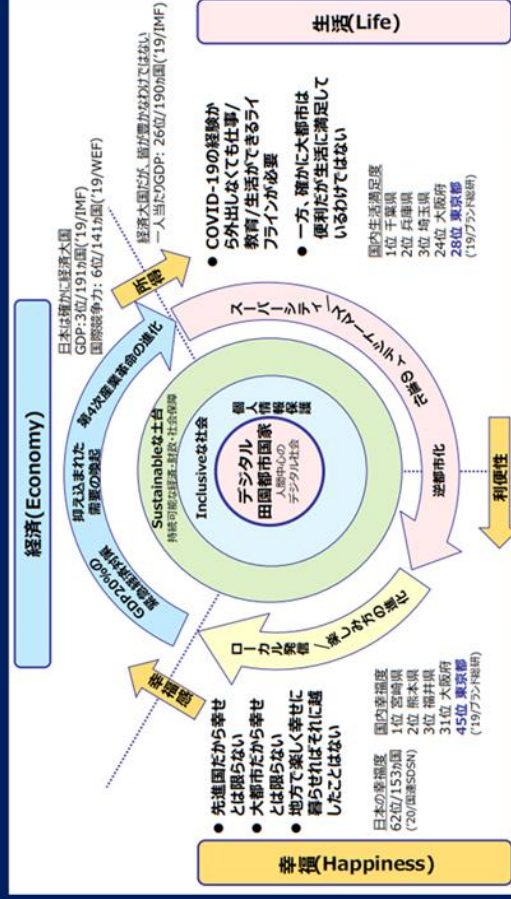 経済(Economy)
日本は確かに経済大国
GDP:3位/191ヵ国('19/IMF)
国際競争力: 6位/141ヵ国('19/WEF)
経済大国だが、皆が豊かなわけではない
一人当たりGDP: 26位/190ヵ国('19/IMF)
GDP20%の
緊急経済対策
抑え込まれた
需要の喚起
第4次産業革命の進化
所得
生活(Life)
● COVID-19の経験か
ら外出しなくても仕事/
教育/生活ができるライ
フラインが必要
● 一方、確かに大都市は
便利だが生活に満足して
いるわけではない
国内生活満足度
1位 千葉県
2位 兵庫県
3位 埼玉県
24位 大阪府
28位 東京都
('19/ブランド総研)
スーパーシティ/スマートシティ
の進化
逆都市化
利便性
Sustainableな土台
持続可能な経済・財政・社会保障
Inclusiveな社会
個人情報保護
デジタル
田園都市国家
人間中心の
デジタル社会
ローカル発信
/楽しみ方の進化
幸福感
● 先進国だから幸せ
とは限らない
● 大都市だから幸せ
とは限らない
● 地方で楽しく幸せに
暮らせればそれに越
したことはない
日本の幸福度
62位/153ヵ国
('20/国連SDSN)
国内幸福度
1位 宮崎県
2位 熊本県
3位 福井県
31位 大阪府
45位 東京都
('19/ブランド総研)
幸福(Happiness)